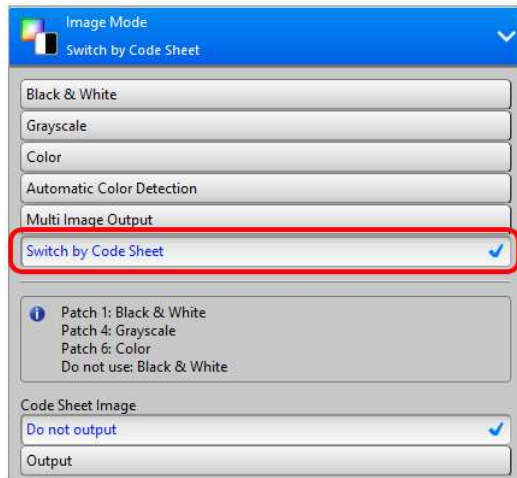 Image Mode
Switch by Code Sheet
Black & White
Grayscale
Color
Automatic Color Detection
Multi Image Output
Switch by Code Sheet
Patch 1: Black & White
Patch 4: Grayscale
Patch 6: Color
Do not use: Black & White
Code Sheet Image
Do not output
Output